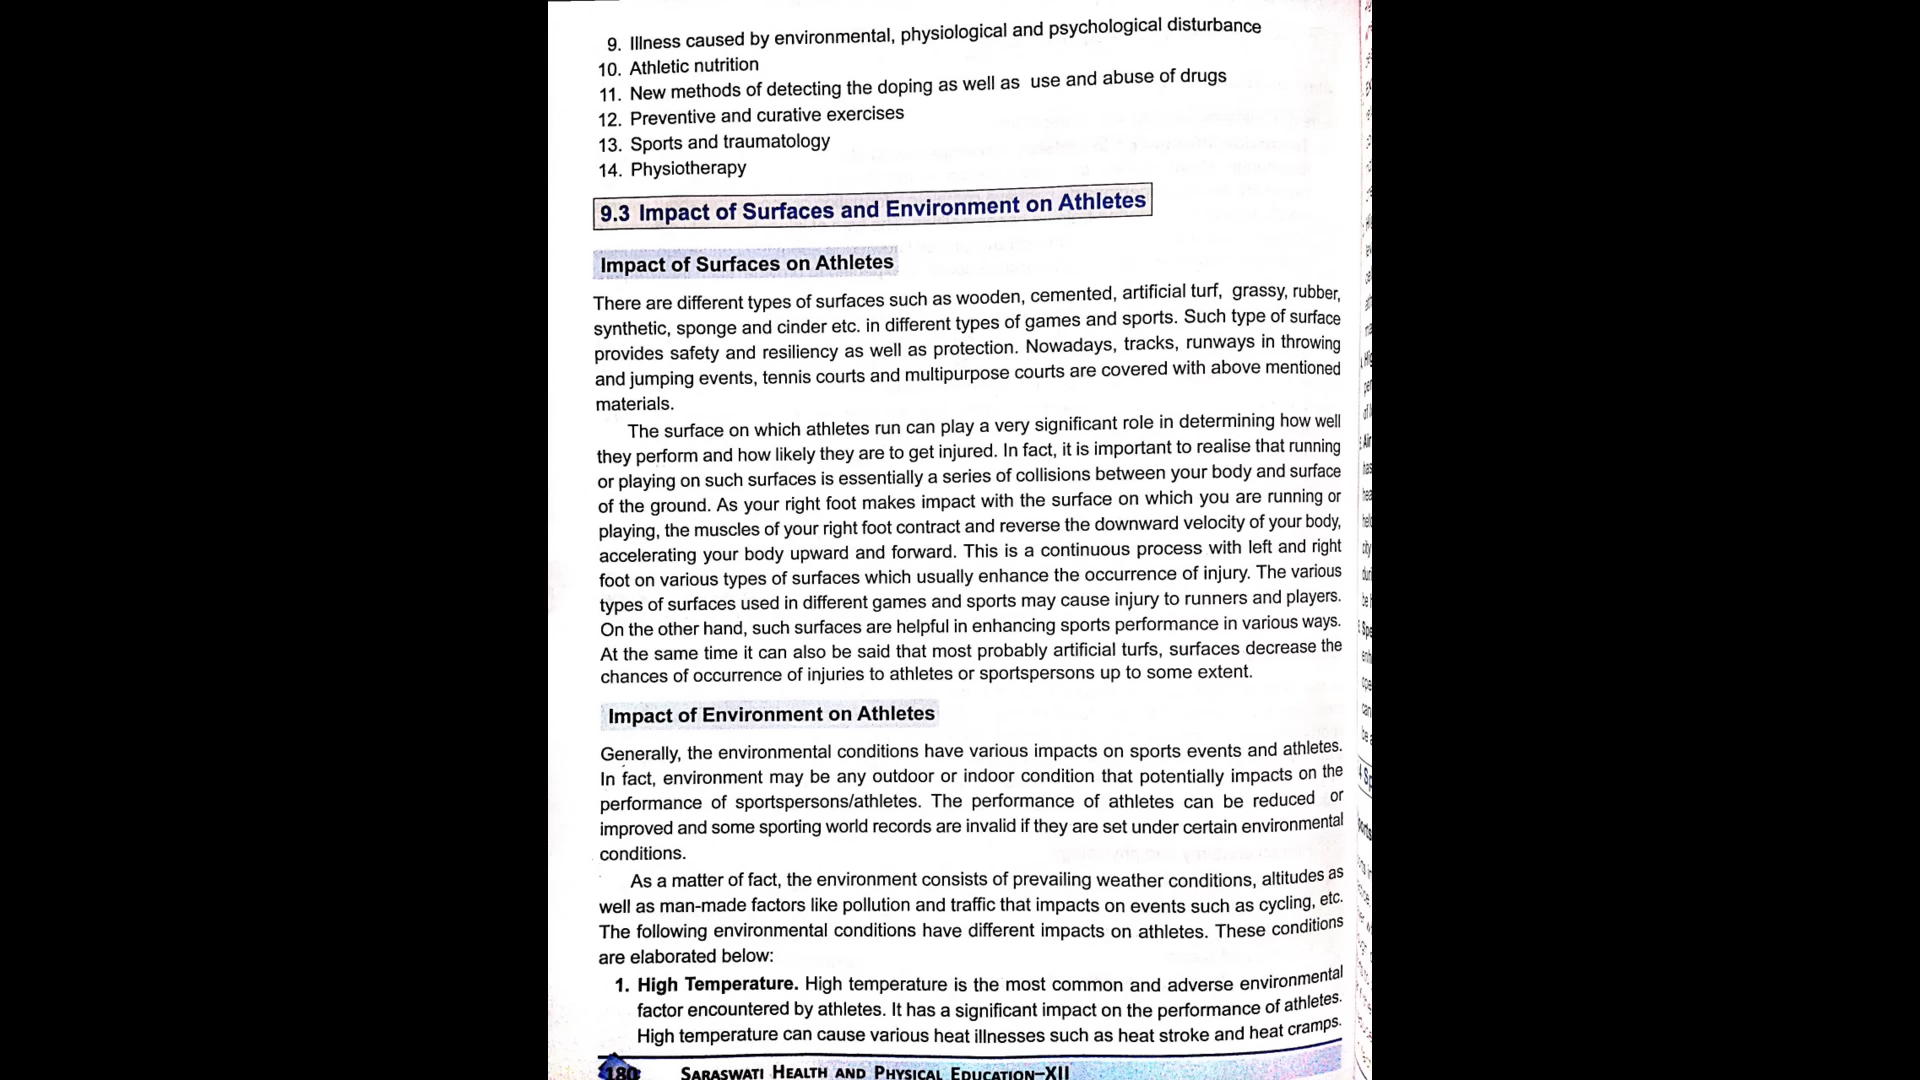 9. Illness caused by environmental, physiological and psychological disturbance
10. Athletic nutrition
11. New methods of detecting the doping as well as use and abuse of drugs
12. Preventive and curative exercises
13. Sports and traumatology
14. Physiotherapy
9.3 Impact of Surfaces and Environment on Athletes
Impact of Surfaces on Athletes
There are different types of surfaces such as wooden, cemented, artificial turf, grassy, rubber,
synthetic, sponge and cinder etc. in different types of games and sports. Such type of surface
provides safety and resiliency as well as protection. Nowadays, tracks, runways in throwing
and jumping events, tennis courts and multipurpose courts are covered with above mentioned
materials.
The surface on which athletes run can play a very significant role in determining how well
they perform and how likely they are to get injured. In fact, it is important to realise that running
or playing on such surfaces is essentially a series of collisions between your body and surface
of the ground. As your right foot makes impact with the surface on which you are running or
playing, the muscles of your right foot contract and reverse the downward velocity of your body,
accelerating your body upward and forward. This is a continuous process with left and right
foot on various types of surfaces which usually enhance the occurrence of injury. The various
types of surfaces used in different games and sports may cause injury to runners and players.
On the other hand, such surfaces are helpful in enhancing sports performance in various ways.
At the same time it can also be said that most probably artificial turfs, surfaces decrease the
chances of occurrence of injuries to athletes or sportspersons up to some extent.
Impact of Environment on Athletes
Generally, the environmental conditions have various impacts on sports events and athletes.
In fact, environment may be any outdoor or indoor condition that potentially impacts on the
performance of sportspersons/athletes. The performance of athletes can be reduced or
improved and some sporting world records are invalid if they are set under certain environmental
conditions.
As a matter of fact, the environment consists of prevailing weather conditions, altitudes as
well as man-made factors like pollution and traffic that impacts on events such as cycling, etc.
The following environmental conditions have different impacts on athletes. These conditions
are elaborated below:
1. High Temperature. High temperature is the most common and adverse environmental
factor encountered by athletes. It has a significant impact on the performance of athletes.
High temperature can cause various heat illnesses such as heat stroke and heat cramps.
180 SARASWATI HEALTH AND PHYSICAL EDUCATION–XII